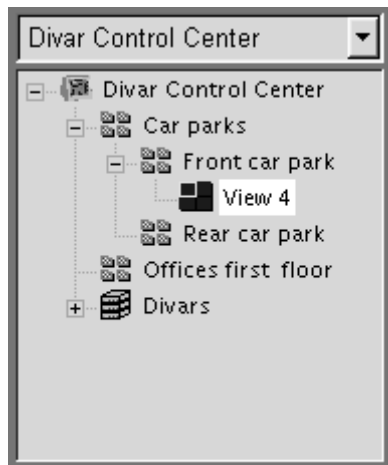 Divar Control Center
Divar Control Center
Car parks
Front car park
View 4
Rear car park
Offices first floor
Divars